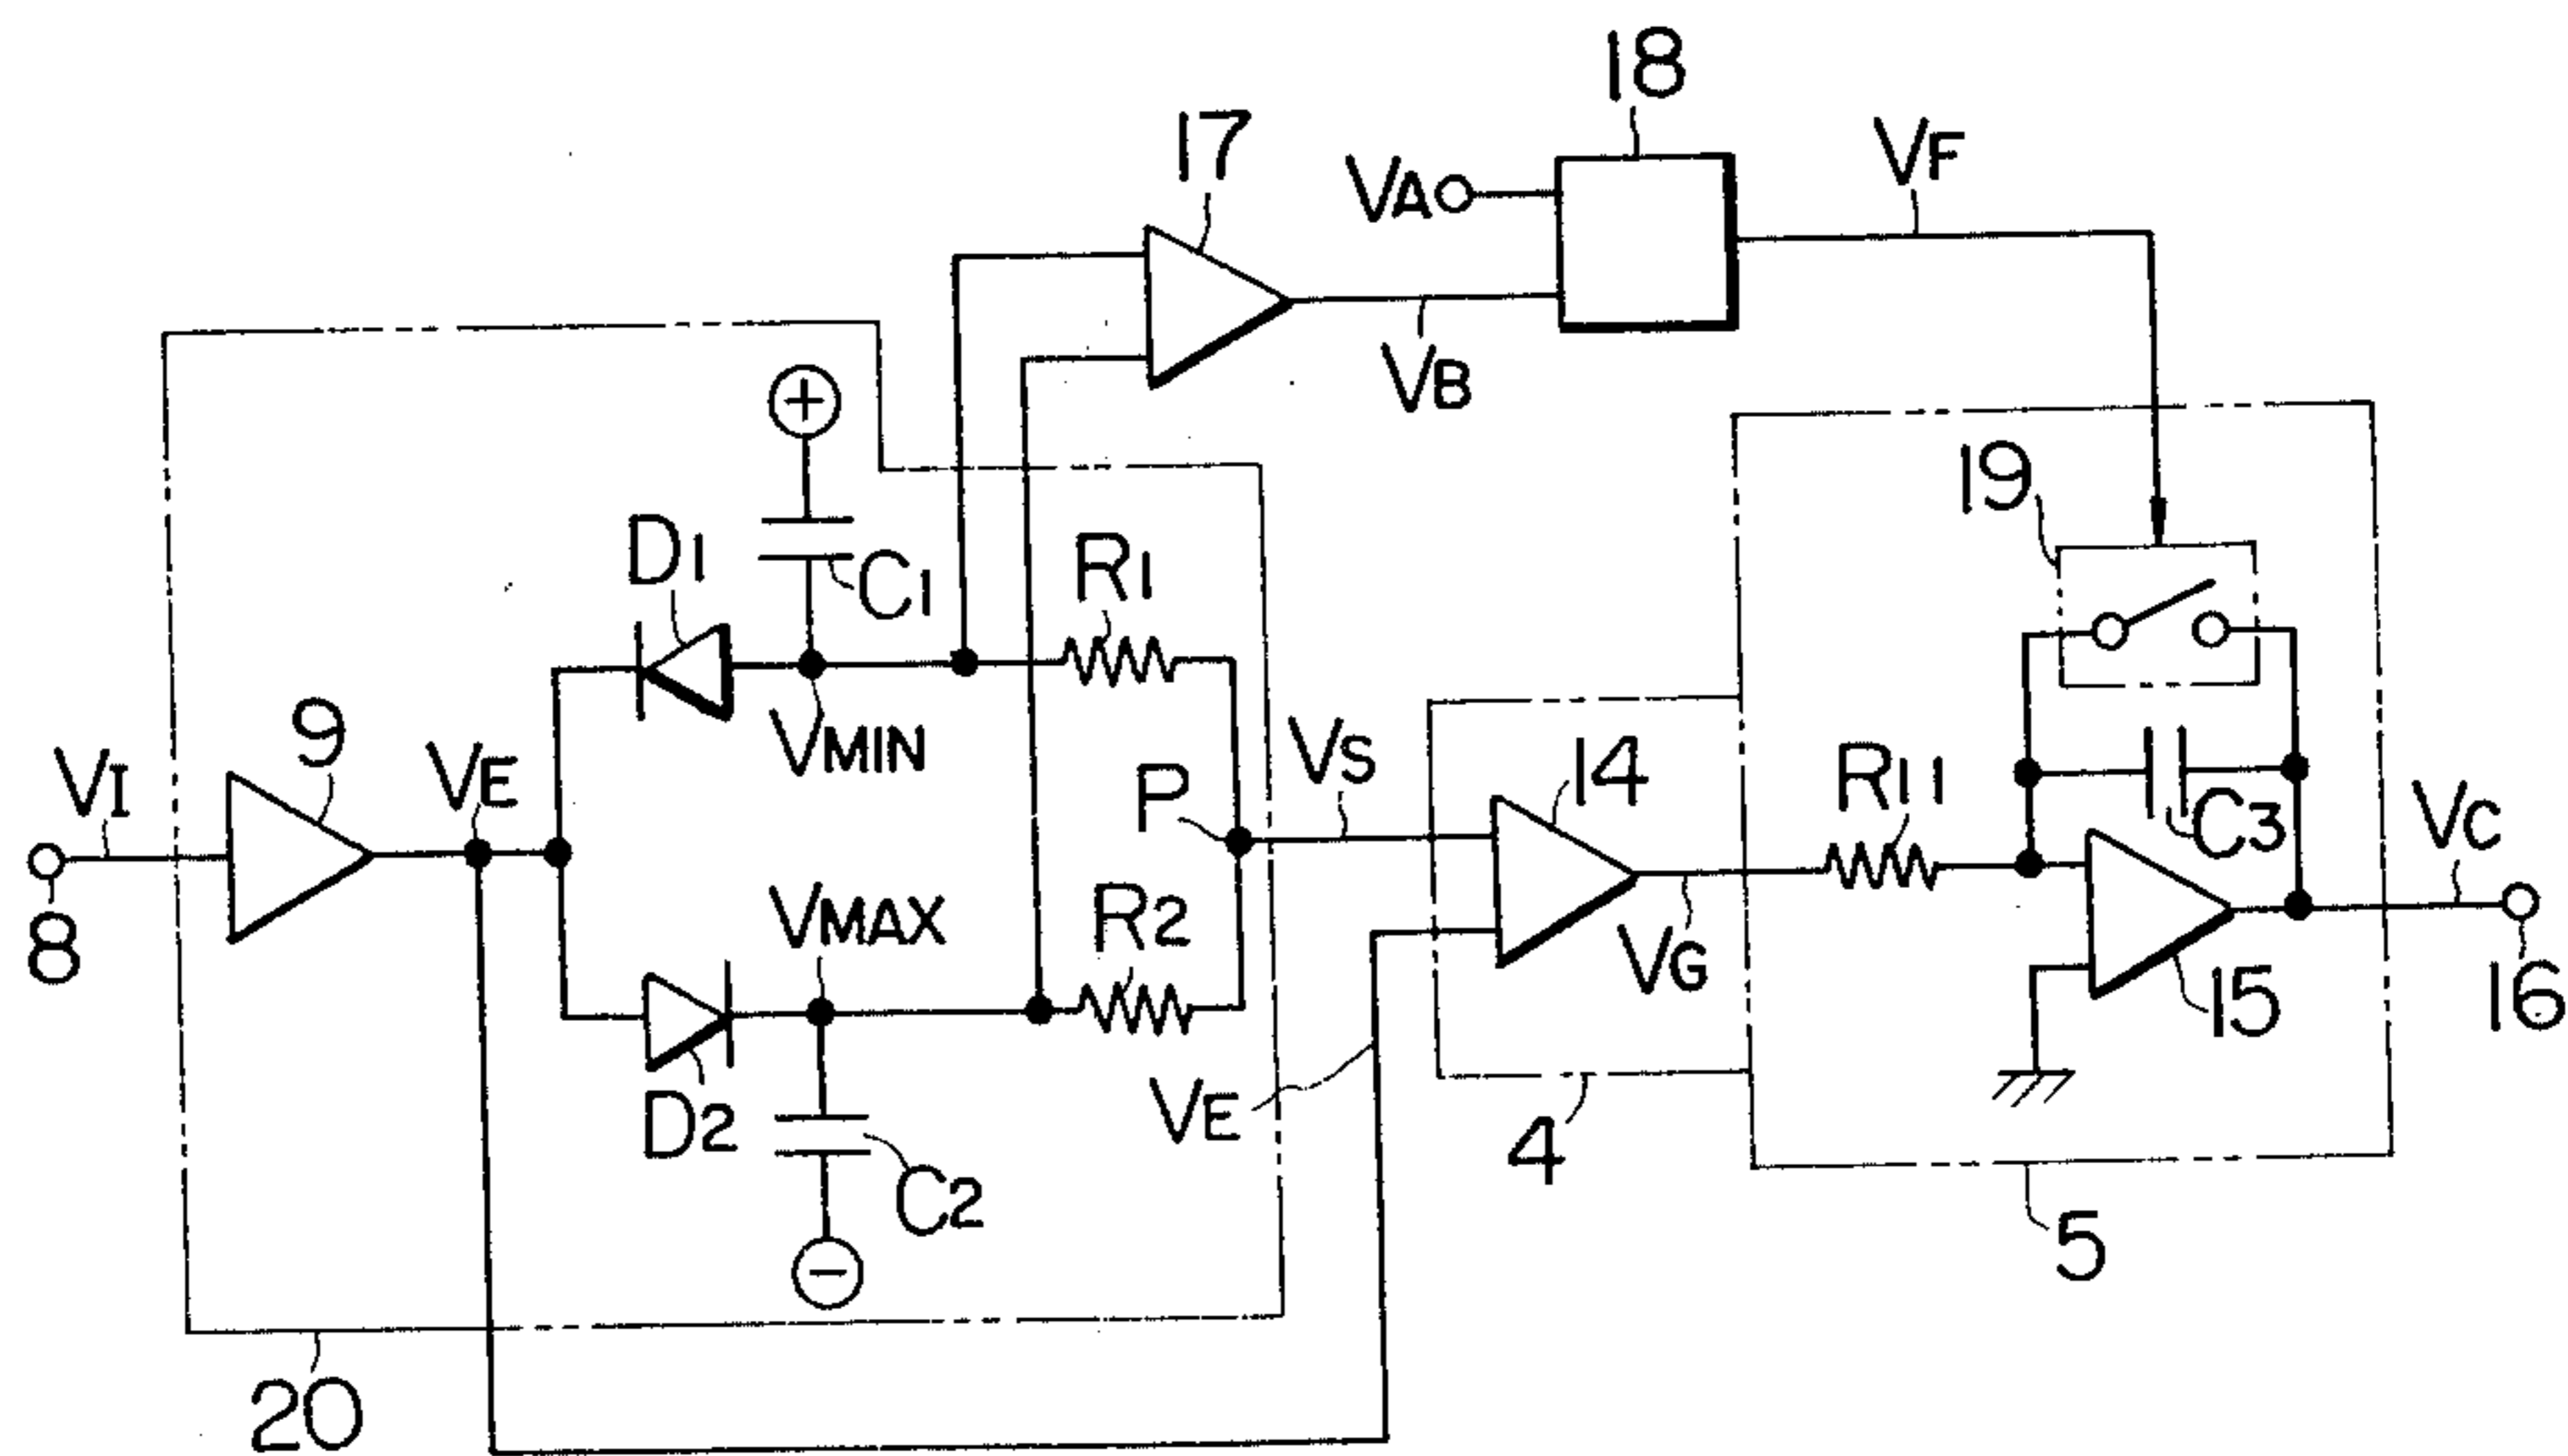 18
17
VA
VF
VB
+
19
D1
C1
R1
VMIN
9
VI
VE
VS
14
P
R11
C3
VC
8
VMAX
R2
VG
15
16
D2
VE
4
C2
5
−
20